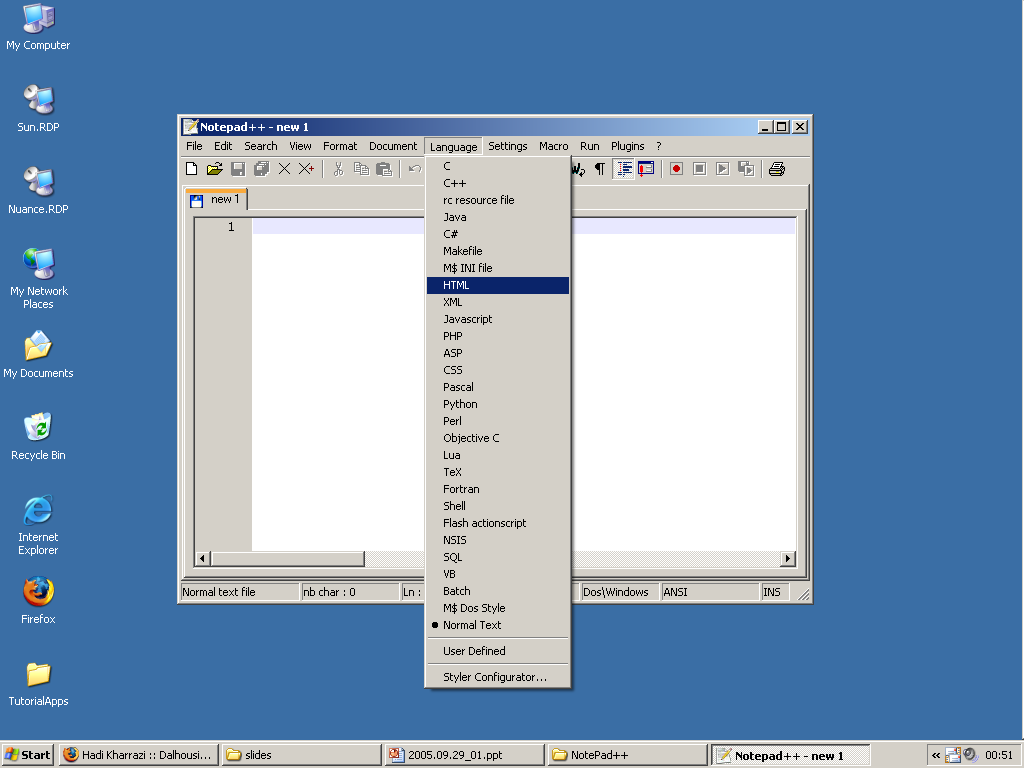 My Computer
Sun.RDP
Nuance.RDP
My Network
Places
My Documents
Recycle Bin
Internet
Explorer
Firefox
TutorialApps
Notepad++ - new 1
File Edit Search View Format Document Language Settings Macro Run Plugins ?
new 1
1
C
C++
rc resource file
Java
C#
Makefile
M$ INI file
HTML
XML
Javascript
PHP
ASP
CSS
Pascal
Python
Perl
Objective C
Lua
TeX
Fortran
Shell
Flash actionscript
NSIS
SQL
VB
Batch
M$ Dos Style
Normal Text
User Defined
Styler Configurator...
Normal text file nb char : 0 Ln : Dos\Windows ANSI INS
Start Hadi Kharrazi :: Dalhousi... slides 2005.09.29_01.ppt NotePad++ Notepad++ - new 1 « 00:51